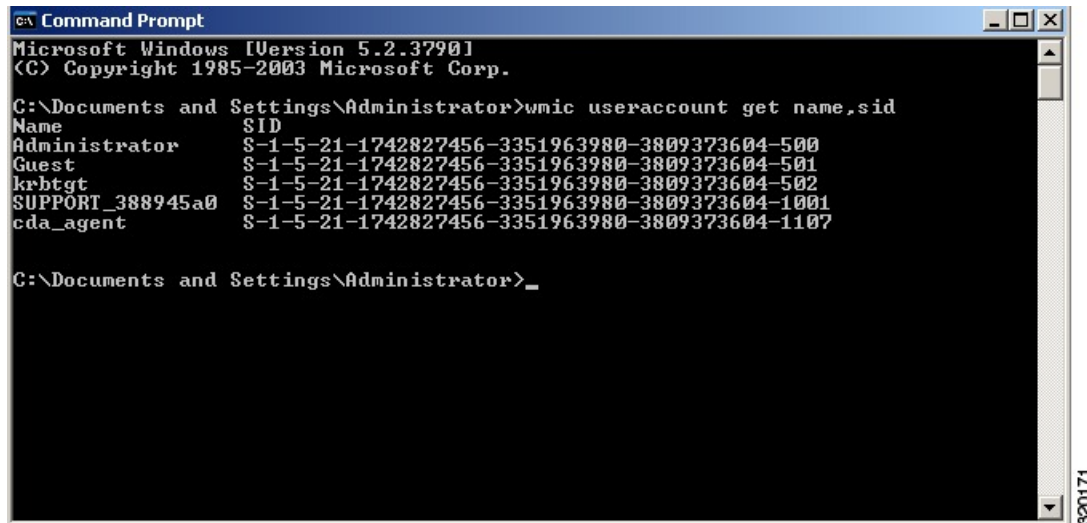 Command Prompt
Microsoft Windows [Version 5.2.3790]
(C) Copyright 1985-2003 Microsoft Corp.
C:\Documents and Settings\Administrator>wmic useraccount get name,sid
Name SID
Administrator S-1-5-21-1742827456-3351963980-3809373604-500
Guest S-1-5-21-1742827456-3351963980-3809373604-501
krbtgt S-1-5-21-1742827456-3351963980-3809373604-502
SUPPORT_388945a0 S-1-5-21-1742827456-3351963980-3809373604-1001
cda_agent S-1-5-21-1742827456-3351963980-3809373604-1107
C:\Documents and Settings\Administrator>_